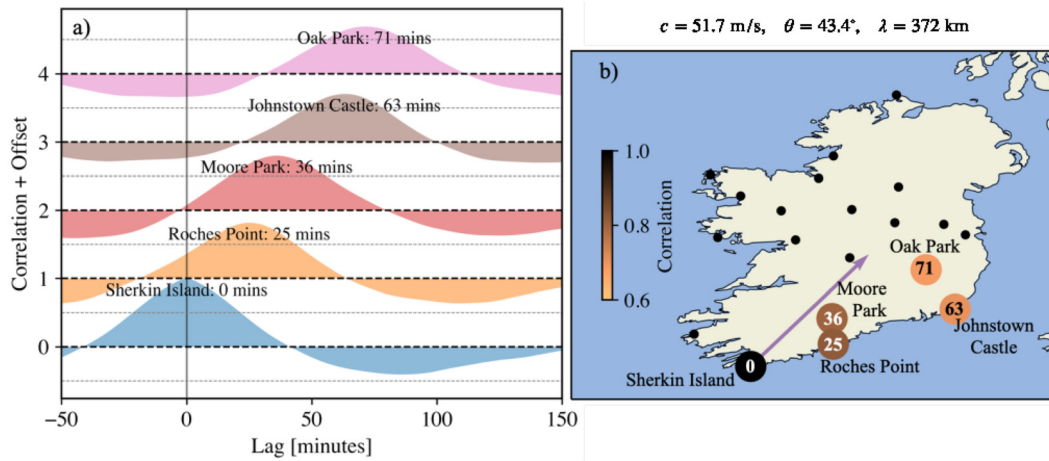 a)
Correlation + Offset
4
3
2
1
0
Oak Park: 71 mins
Johnstown Castle: 63 mins
Moore Park: 36 mins
Roches Point: 25 mins
Sherkin Island: 0 mins
−50
0
50
100
150
Lag [minutes]
c = 51.7 m/s, θ = 43.4°, λ = 372 km
b)
1.0
0.8
0.6
Correlation
Oak Park
71
Moore
Park
36
63
Johnstown
Castle
25
Roches Point
0
Sherkin Island